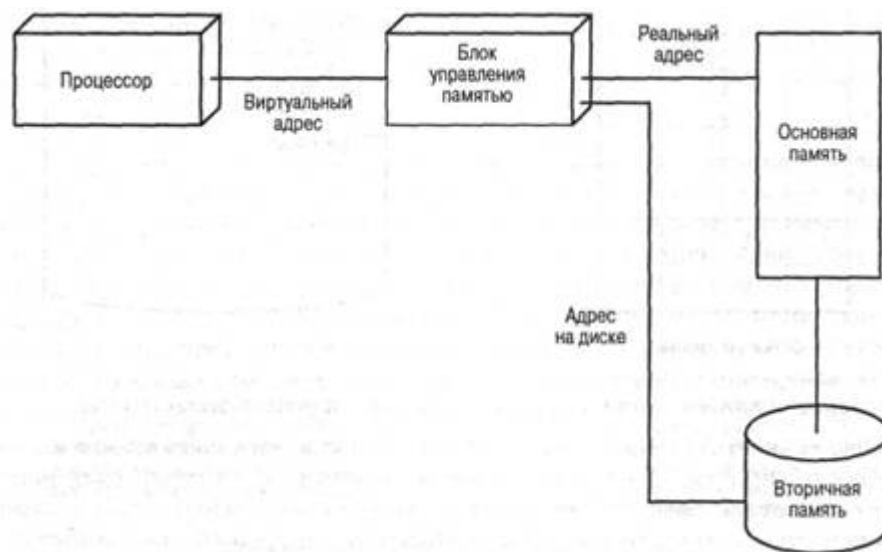 Процессор
Виртуальный
адрес
Блок
управления
памятью
Реальный
адрес
Основная
память
Адрес
на диске
Вторичная
память